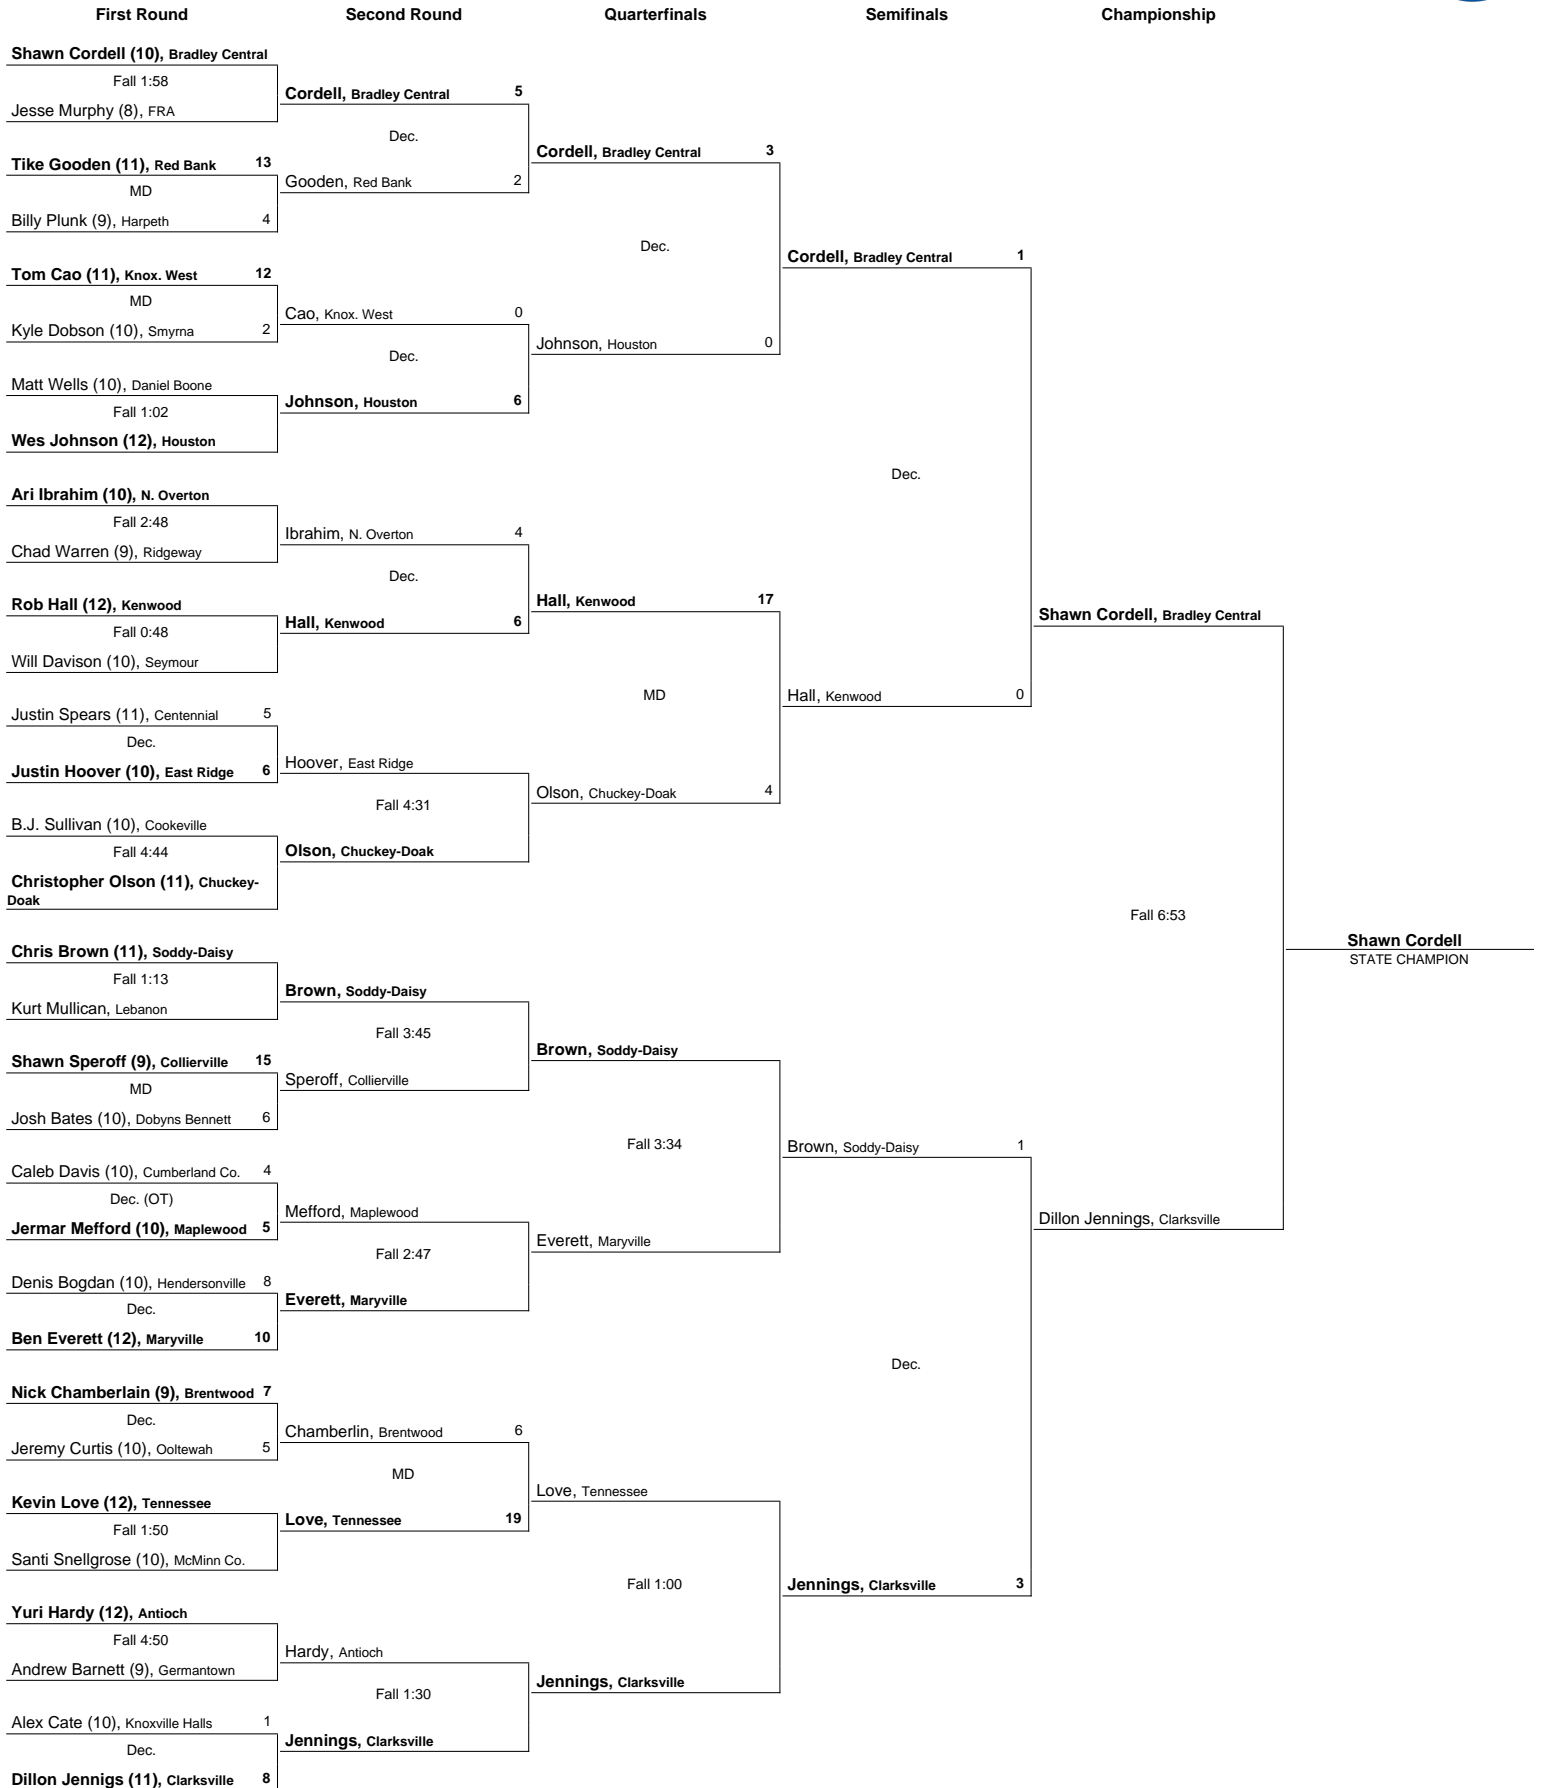 First Round
Second Round
Quarterfinals
Semifinals
Championship
Shawn Cordell (10), Bradley Central
Fall 1:58
Jesse Murphy (8), FRA
Tike Gooden (11), Red Bank 13
MD
Billy Plunk (9), Harpeth 4
Tom Cao (11), Knox. West 12
MD
Kyle Dobson (10), Smyrna 2
Matt Wells (10), Daniel Boone
Fall 1:02
Wes Johnson (12), Houston
Ari Ibrahim (10), N. Overton
Fall 2:48
Chad Warren (9), Ridgeway
Rob Hall (12), Kenwood
Fall 0:48
Will Davison (10), Seymour
Justin Spears (11), Centennial 5
Dec.
Justin Hoover (10), East Ridge 6
B.J. Sullivan (10), Cookeville
Fall 4:44
Christopher Olson (11), Chuckey-
Doak
Chris Brown (11), Soddy-Daisy
Fall 1:13
Kurt Mullican, Lebanon
Shawn Speroff (9), Collierville 15
MD
Josh Bates (10), Dobyns Bennett 6
Caleb Davis (10), Cumberland Co. 4
Dec. (OT)
Jermar Mefford (10), Maplewood 5
Denis Bogdan (10), Hendersonville 8
Dec.
Ben Everett (12), Maryville 10
Nick Chamberlain (9), Brentwood 7
Dec.
Jeremy Curtis (10), Ooltewah 5
Kevin Love (12), Tennessee
Fall 1:50
Santi Snellgrose (10), McMinn Co.
Yuri Hardy (12), Antioch
Fall 4:50
Andrew Barnett (9), Germantown
Alex Cate (10), Knoxville Halls 1
Dec.
Dillon Jennigs (11), Clarksville 8
Cordell, Bradley Central 5
Dec.
Gooden, Red Bank 2
Cao, Knox. West 0
Dec.
Johnson, Houston 6
Ibrahim, N. Overton 4
Dec.
Hall, Kenwood 6
Hoover, East Ridge
Fall 4:31
Olson, Chuckey-Doak
Brown, Soddy-Daisy
Fall 3:45
Speroff, Collierville
Mefford, Maplewood
Fall 2:47
Everett, Maryville
Chamberlin, Brentwood 6
MD
Love, Tennessee 19
Hardy, Antioch
Fall 1:30
Jennings, Clarksville
Cordell, Bradley Central 3
Dec.
Johnson, Houston 0
Hall, Kenwood 17
MD
Olson, Chuckey-Doak 4
Brown, Soddy-Daisy
Fall 3:34
Everett, Maryville
Love, Tennessee
Fall 1:00
Jennings, Clarksville
Cordell, Bradley Central 1
Dec.
Hall, Kenwood 0
Brown, Soddy-Daisy 1
Dec.
Jennings, Clarksville 3
Shawn Cordell, Bradley Central
Fall 6:53
Dillon Jennings, Clarksville
Shawn Cordell
STATE CHAMPION